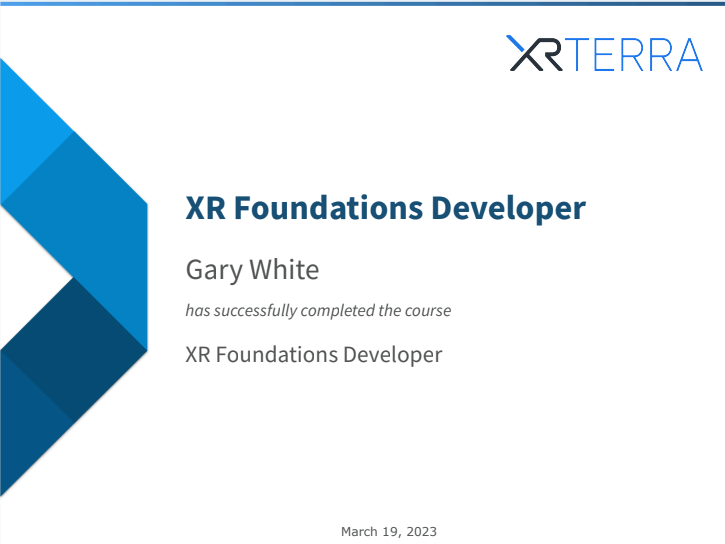 XRTERRA
XR Foundations Developer
Gary White
has successfully completed the course
XR Foundations Developer
March 19, 2023